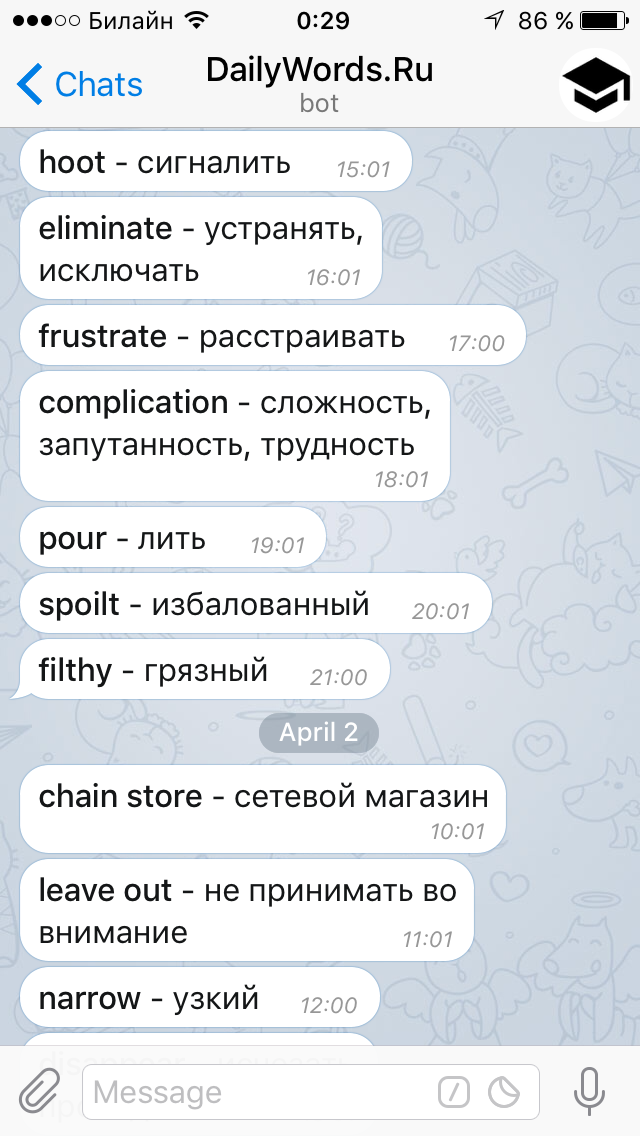 Билайн 0:29 86 %
Chats DailyWords.Ru
bot
hoot - сигналить 15:01
eliminate - устранять,
исключать 16:01
frustrate - расстраивать 17:00
complication - сложность,
запутанность, трудность
18:01
pour - лить 19:01
spoilt - избалованный 20:01
filthy - грязный 21:00
April 2
chain store - сетевой магазин
10:01
leave out - не принимать во
внимание 11:01
narrow - узкий 12:00
disappear -
Message